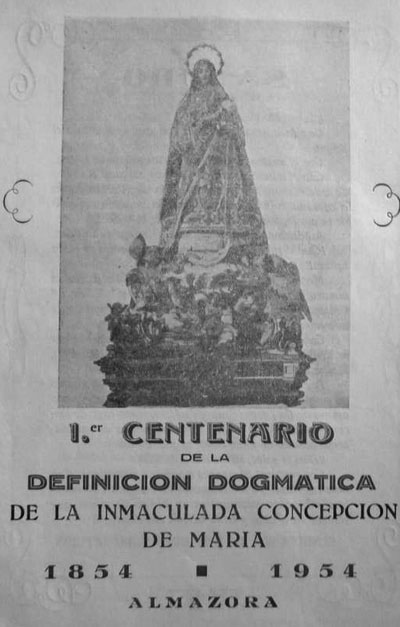 1.er CENTENARIO
DE LA
DEFINICION DOGMATICA
DE LA INMACULADA CONCEPCION
DE MARIA
1854 ■ 1954
ALMAZORA